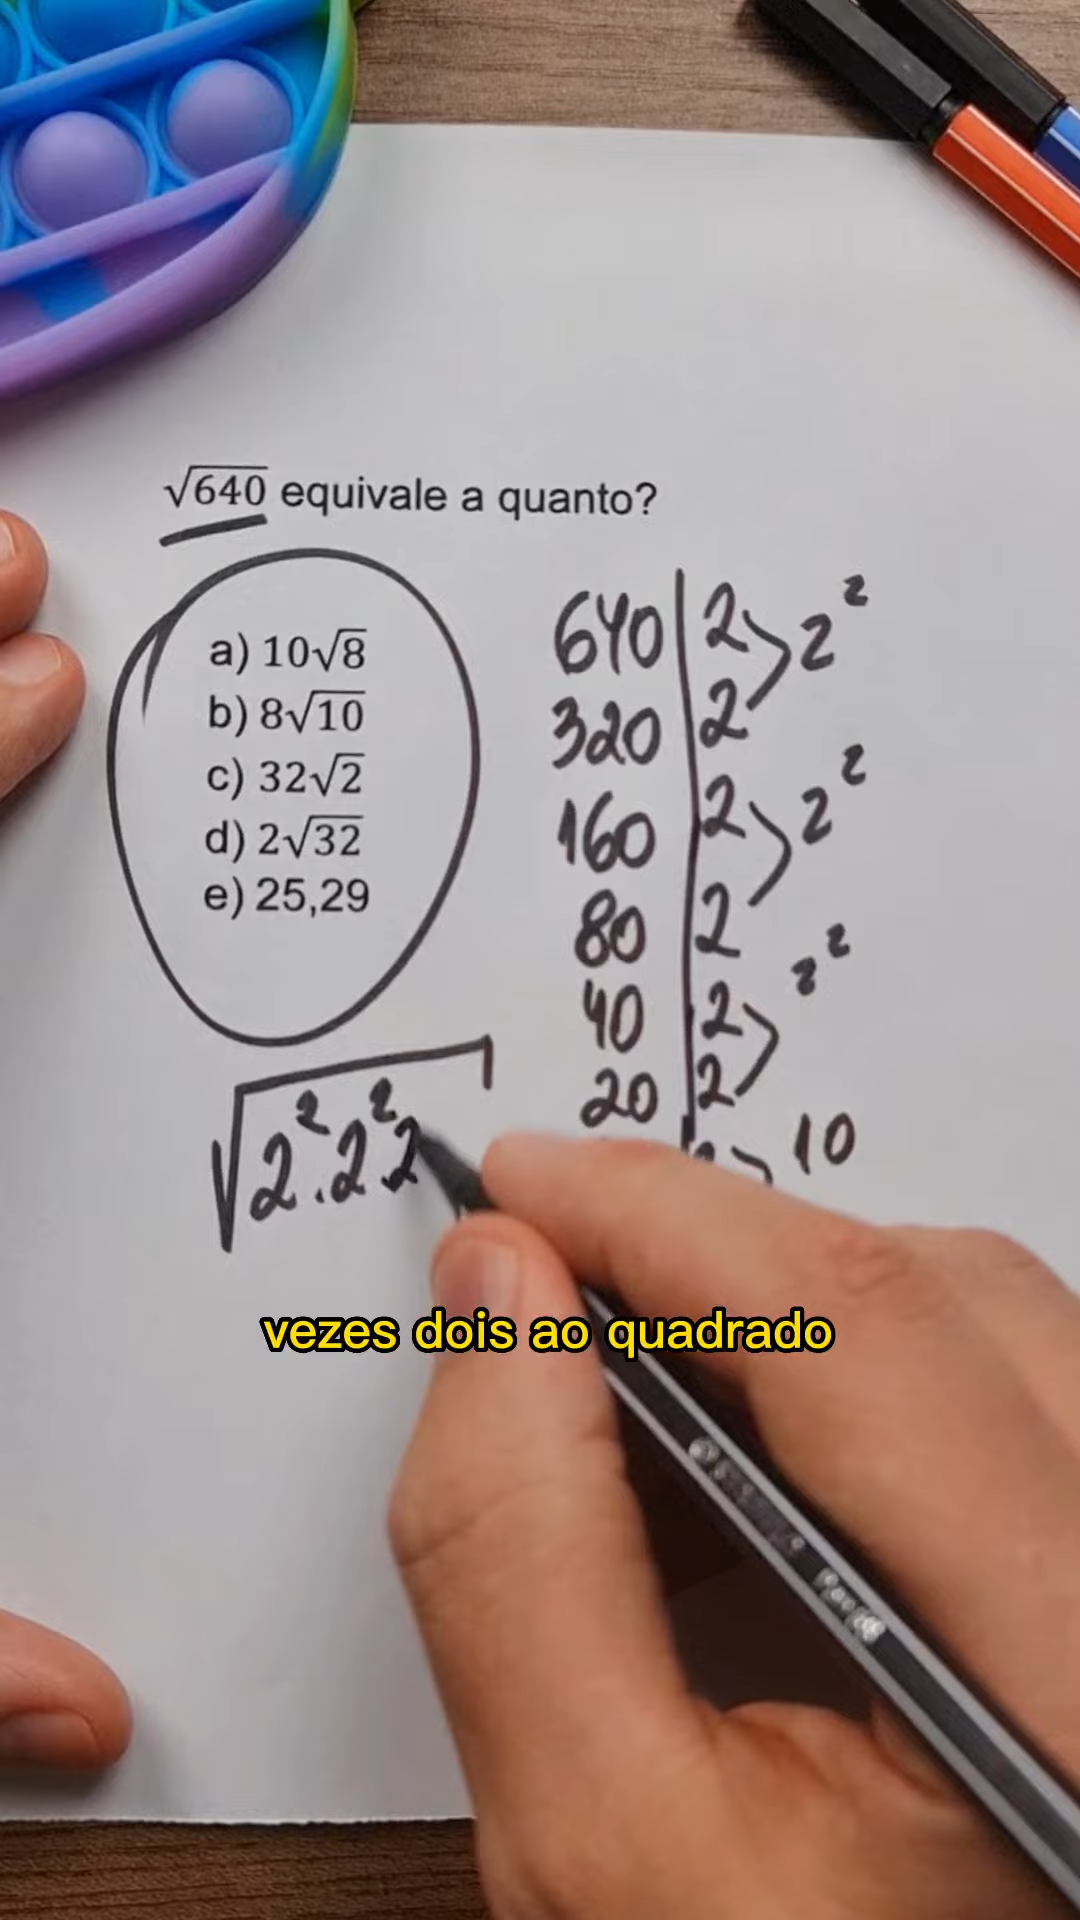 √640 equivale a quanto?
a) 10√8
b) 8√10
c) 32√2
d) 2√32
e) 25,29
640 2 2²
320 2
160 2 2²
80 2
40 2 2²
20 2
10
√2².2².2
vezes dois ao quadrado